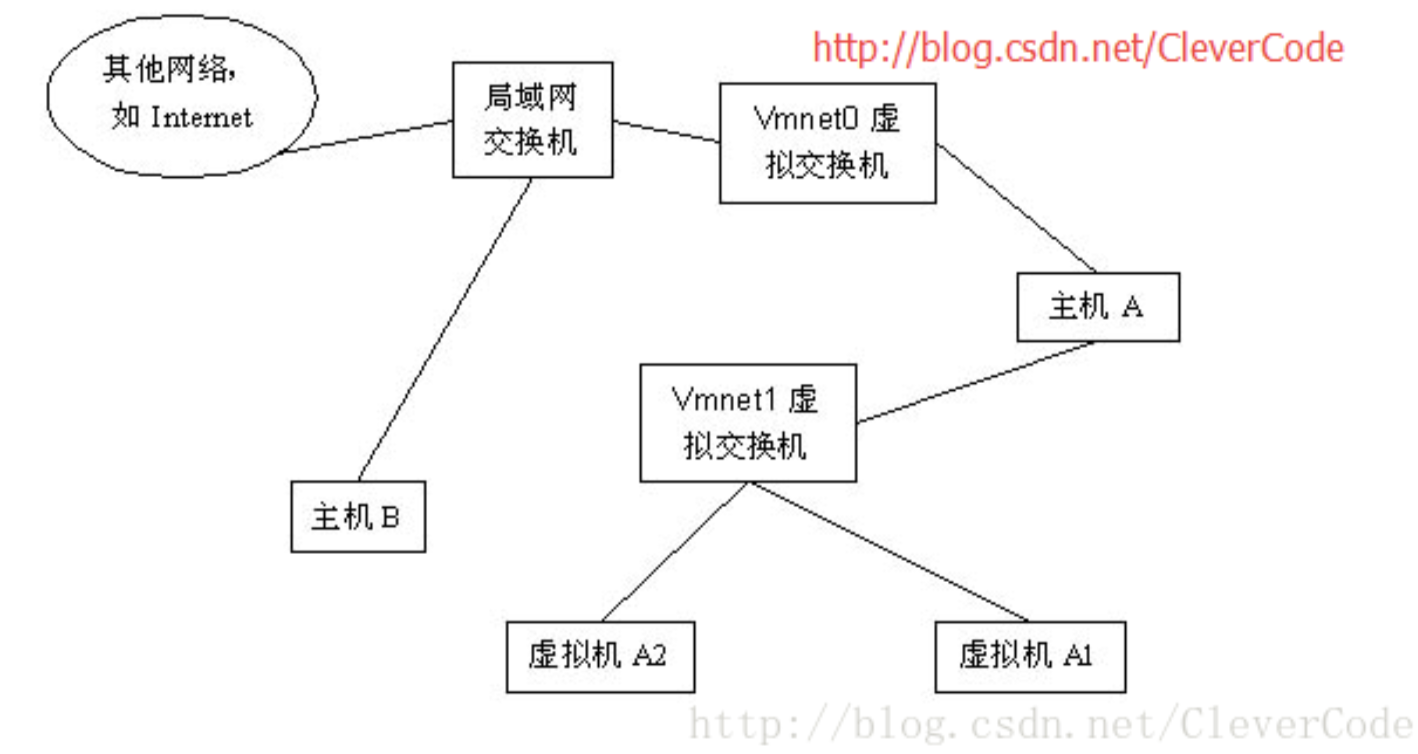 http://blog.csdn.net/CleverCode
其他网络，
如 Internet
局域网
交换机
Vmnet0 虚
拟交换机
主机 A
Vmnet1 虚
拟交换机
主机 B
虚拟机 A2
虚拟机 A1
http://blog.csdn.net/CleverCode